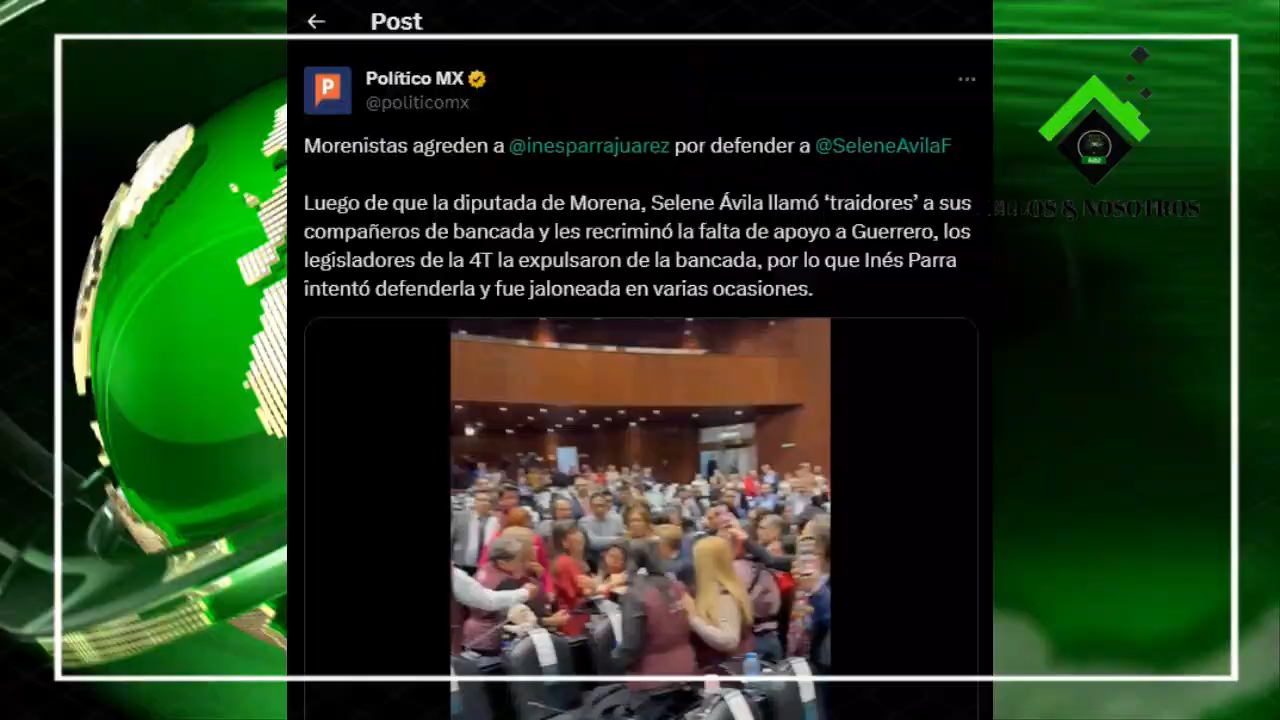 Post
Político MX
@politicomx
Morenistas agreden a @inesparrajuarez por defender a @SeleneAvilaF
Luego de que la diputada de Morena, Selene Ávila llamó ‘traidores’ a sus
compañeros de bancada y les recriminó la falta de apoyo a Guerrero, los
legisladores de la 4T la expulsaron de la bancada, por lo que Inés Parra
intentó defenderla y fue jaloneada en varias ocasiones.
& NOSOTROS